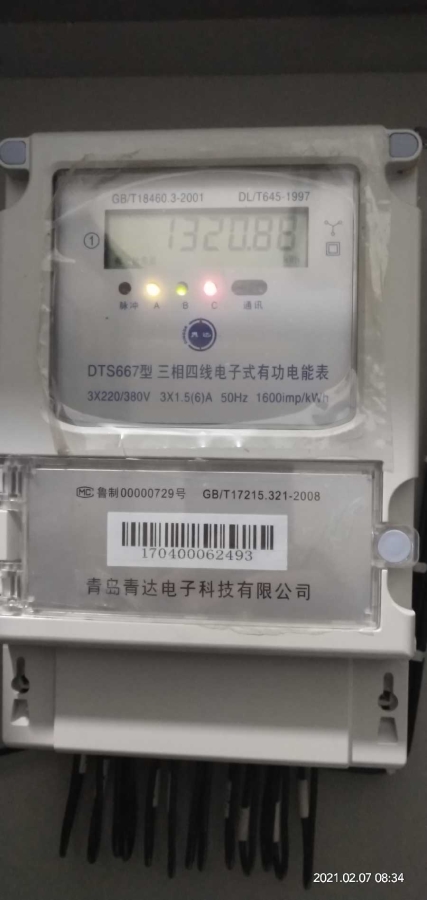 GB/T18460.3-2001 DL/T645-1997
① 1320.88
脉冲 A B C 通讯
青达
DTS667型 三相四线电子式有功电能表
3X220/380V 3X1.5(6)A 50Hz 1600imp/kWh
MC 鲁制00000729号 GB/T17215.321-2008
170400062493
青岛青达电子科技有限公司
2021.02.07 08:34